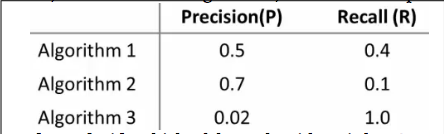 Precision(P) Recall (R)
Algorithm 1 0.5 0.4
Algorithm 2 0.7 0.1
Algorithm 3 0.02 1.0